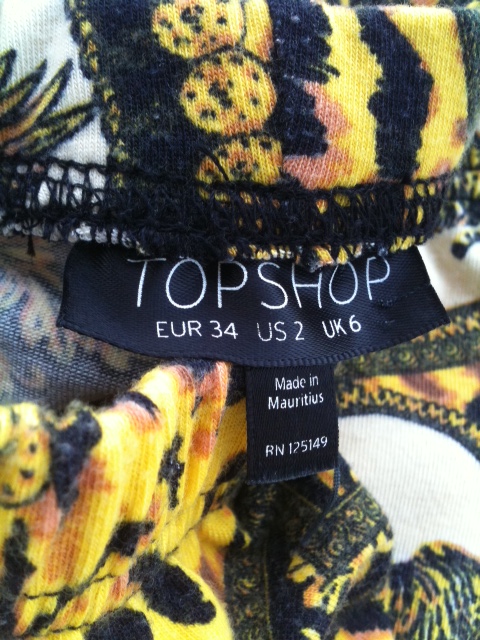 TOPSHOP
EUR 34 US 2 UK 6
Made in
Mauritius
RN 125149